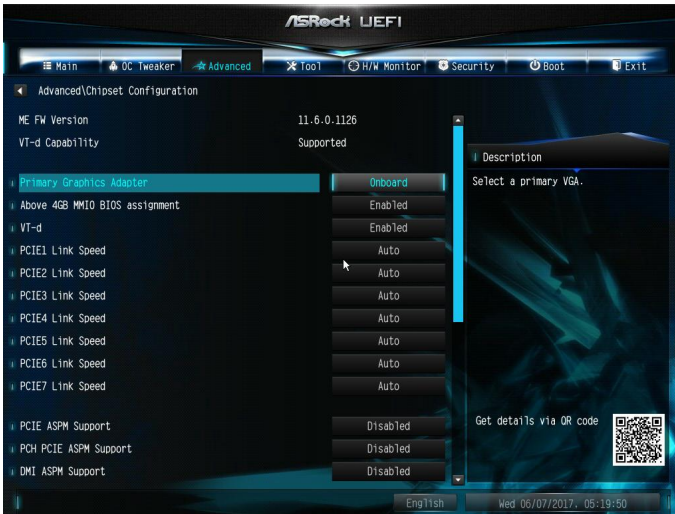 ASRock UEFI
Main OC Tweaker Advanced Tool H/W Monitor Security Boot Exit
Advanced\Chipset Configuration
ME FW Version 11.6.0.1126
VT-d Capability Supported
Description
Primary Graphics Adapter Onboard
Select a primary VGA.
Above 4GB MMIO BIOS assignment Enabled
VT-d Enabled
PCIE1 Link Speed Auto
PCIE2 Link Speed Auto
PCIE3 Link Speed Auto
PCIE4 Link Speed Auto
PCIE5 Link Speed Auto
PCIE6 Link Speed Auto
PCIE7 Link Speed Auto
PCIE ASPM Support Disabled
Get details via QR code
PCH PCIE ASPM Support Disabled
DMI ASPM Support Disabled
English
Wed 06/07/2017. 05:19:50